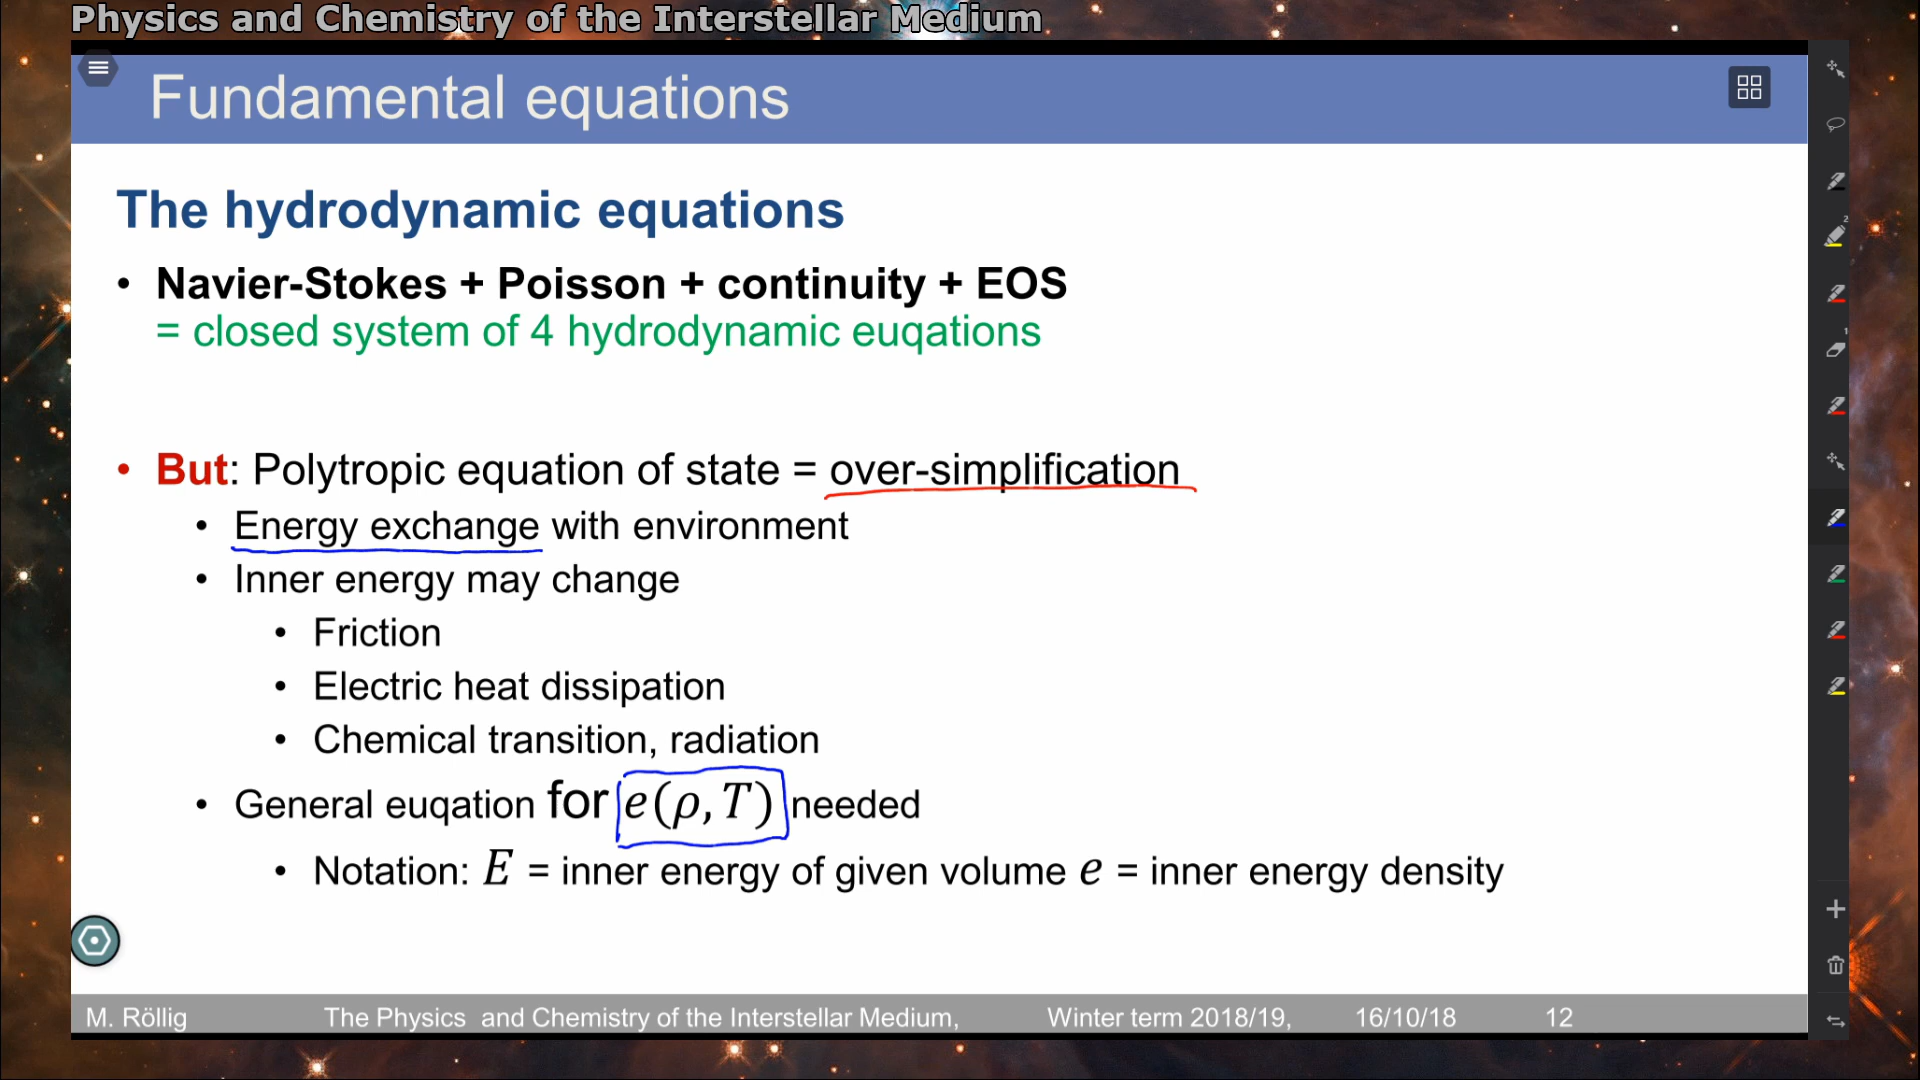 Physics and Chemistry of the Interstellar Medium
Fundamental equations
The hydrodynamic equations
• Navier-Stokes + Poisson + continuity + EOS
= closed system of 4 hydrodynamic euqations
• But: Polytropic equation of state = over-simplification
• Energy exchange with environment
• Inner energy may change
• Friction
• Electric heat dissipation
• Chemical transition, radiation
• General euqation for e(ρ, T) needed
• Notation: E = inner energy of given volume e = inner energy density
M. Röllig The Physics and Chemistry of the Interstellar Medium, Winter term 2018/19, 16/10/18 12
2
1